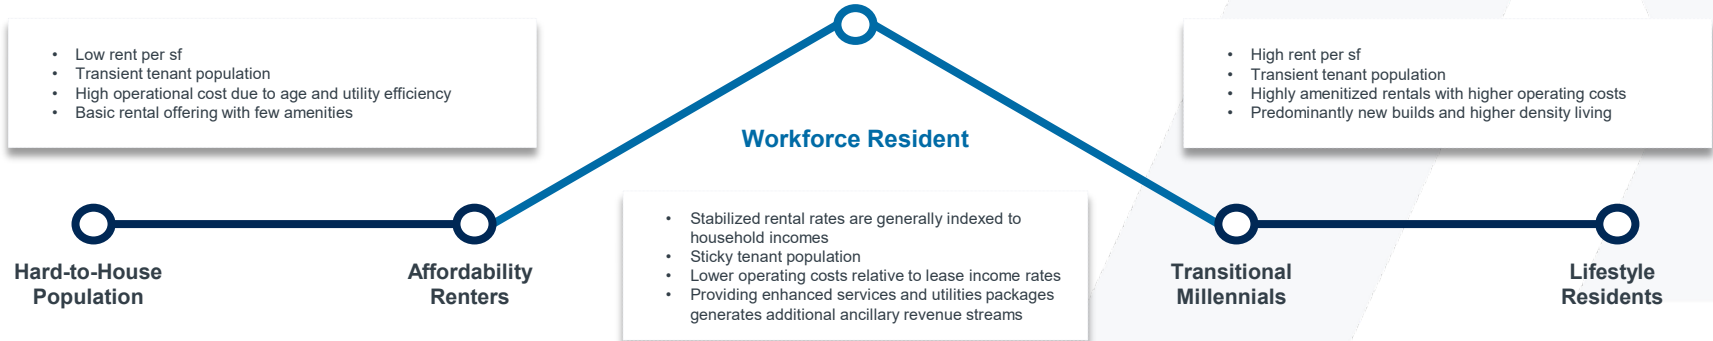 • Low rent per sf
• Transient tenant population
• High operational cost due to age and utility efficiency
• Basic rental offering with few amenities
Hard-to-House
Population
Affordability
Renters
Workforce Resident
• Stabilized rental rates are generally indexed to
household incomes
• Sticky tenant population
• Lower operating costs relative to lease income rates
• Providing enhanced services and utilities packages
generates additional ancillary revenue streams
• High rent per sf
• Transient tenant population
• Highly amenitized rentals with higher operating costs
• Predominantly new builds and higher density living
Transitional
Millennials
Lifestyle
Residents